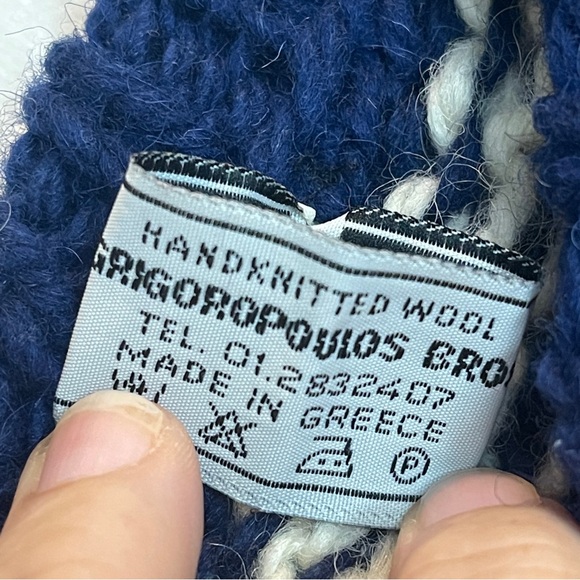 HANDKNITTED WOOL
GRIGOROPOULOS BROS
TEL. 01.2832407
MADE IN GREECE
P